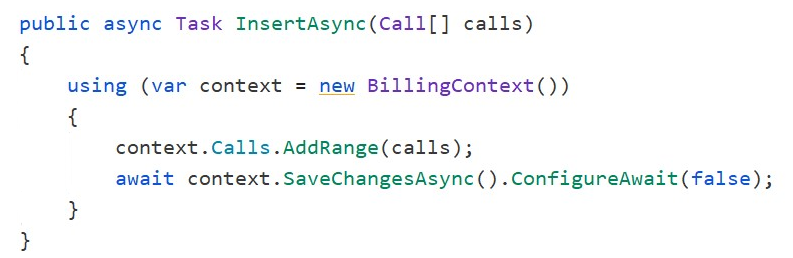 public async Task InsertAsync(Call[] calls)
{
    using (var context = new BillingContext())
    {
        context.Calls.AddRange(calls);
        await context.SaveChangesAsync().ConfigureAwait(false);
    }
}